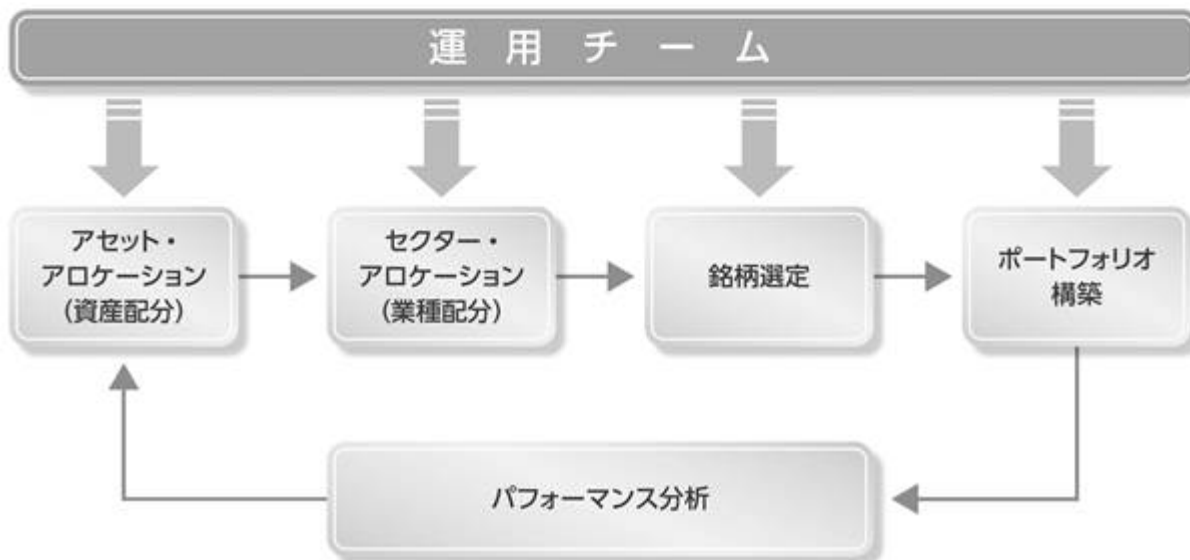 運用チーム
アセット・
アロケーション
(資産配分)
セクター・
アロケーション
(業種配分)
銘柄選定
ポートフォリオ
構築
パフォーマンス分析